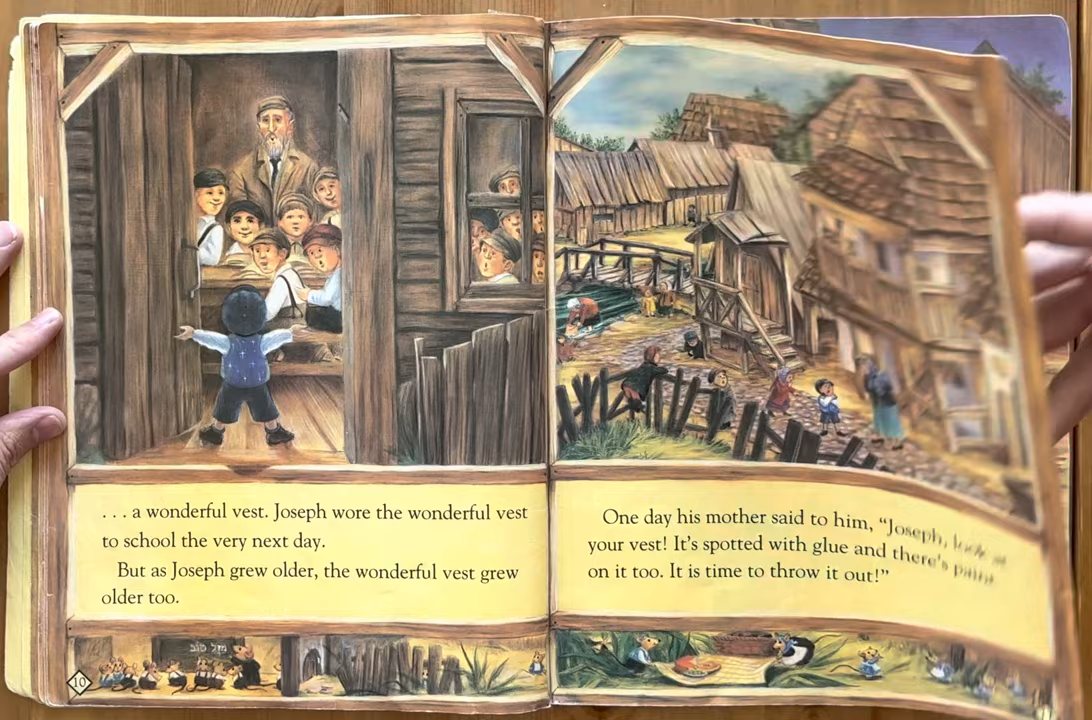 . . . a wonderful vest. Joseph wore the wonderful vest
to school the very next day.
But as Joseph grew older, the wonderful vest grew
older too.
מזל טוב
10
One day his mother said to him, “Joseph, look at
your vest! It’s spotted with glue and there’s paint
on it too. It is time to throw it out!”